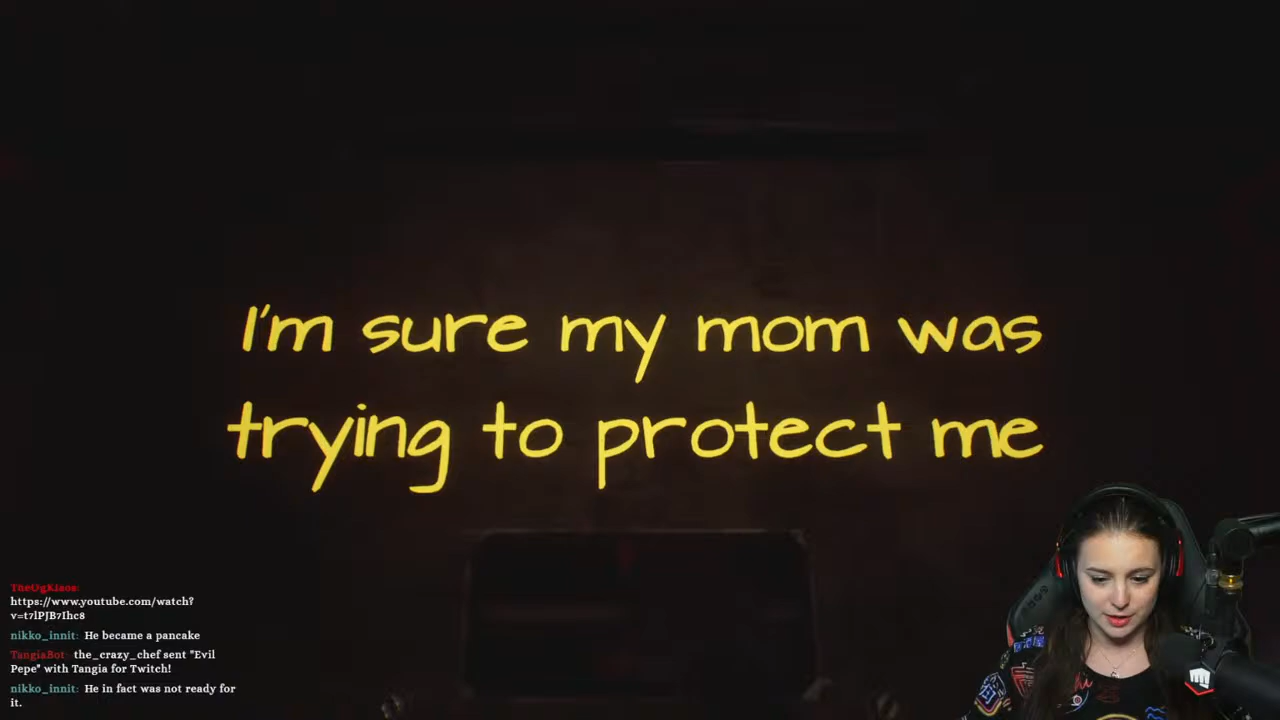 I'm sure my mom was
trying to protect me
TheOgKiaos:
https://www.youtube.com/watch?
v=t7lPJB7Ihc8
nikko_innit: He became a pancake
TangiaBot: the_crazy_chef sent "Evil
Pepe" with Tangia for Twitch!
nikko_innit: He in fact was not ready for
it.